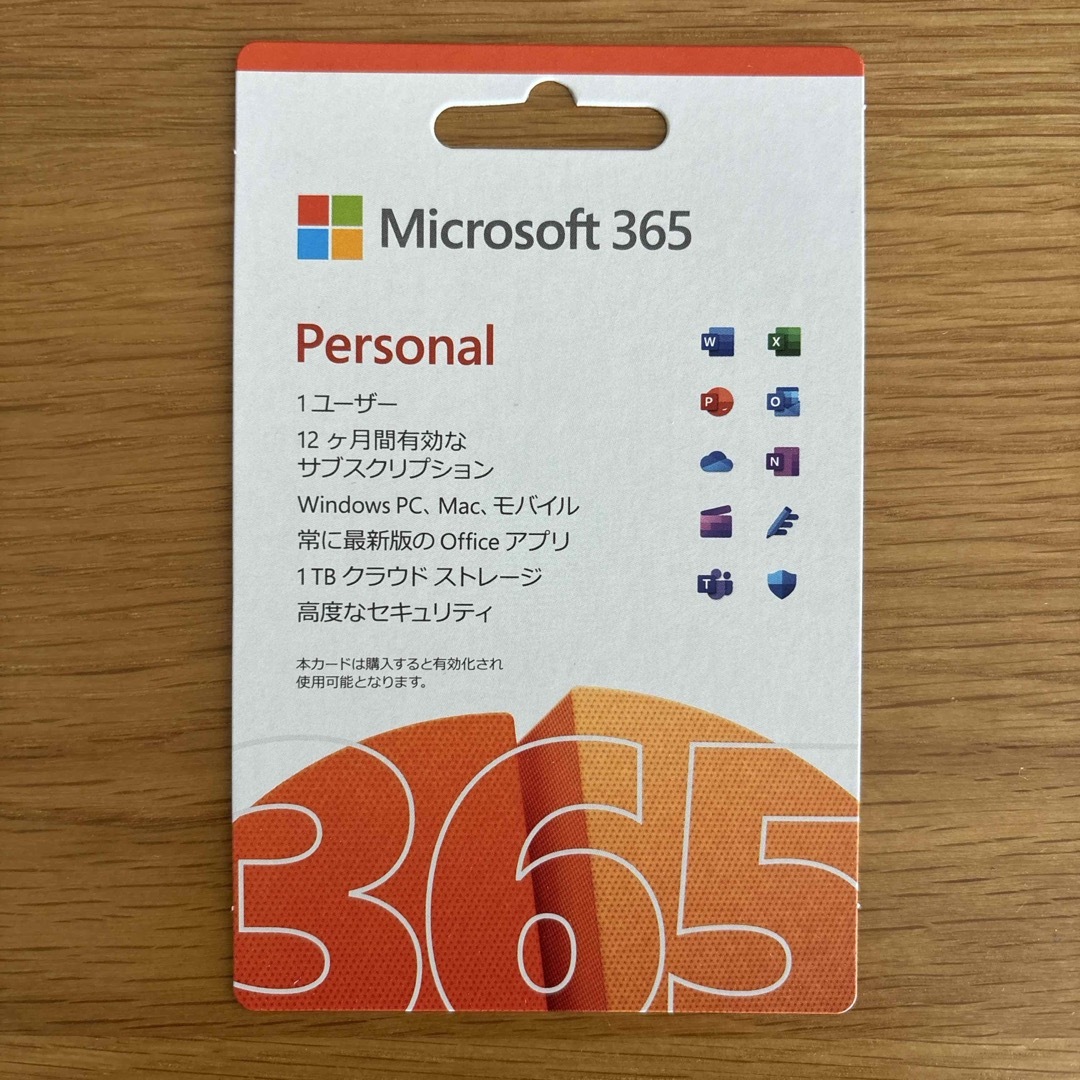 Microsoft 365
Personal
1 ユーザー
12 ヶ月間有効な
サブスクリプション
Windows PC、Mac、モバイル
常に最新版の Office アプリ
1 TB クラウド ストレージ
高度なセキュリティ
W
X
P
O
N
T
本カードは購入すると有効化され
使用可能となります。
365